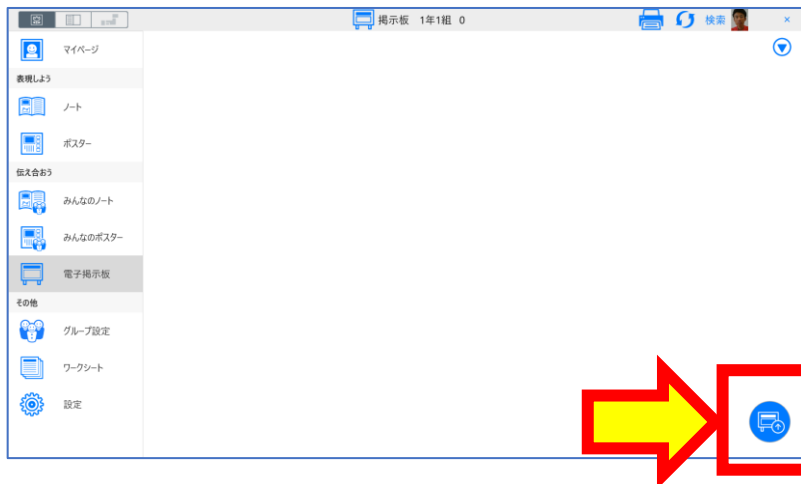 掲示板 1年1組 0
検索
×
マイページ
表現しよう
ノート
ポスター
伝え合おう
みんなのノート
みんなのポスター
電子掲示板
その他
グループ設定
ワークシート
設定